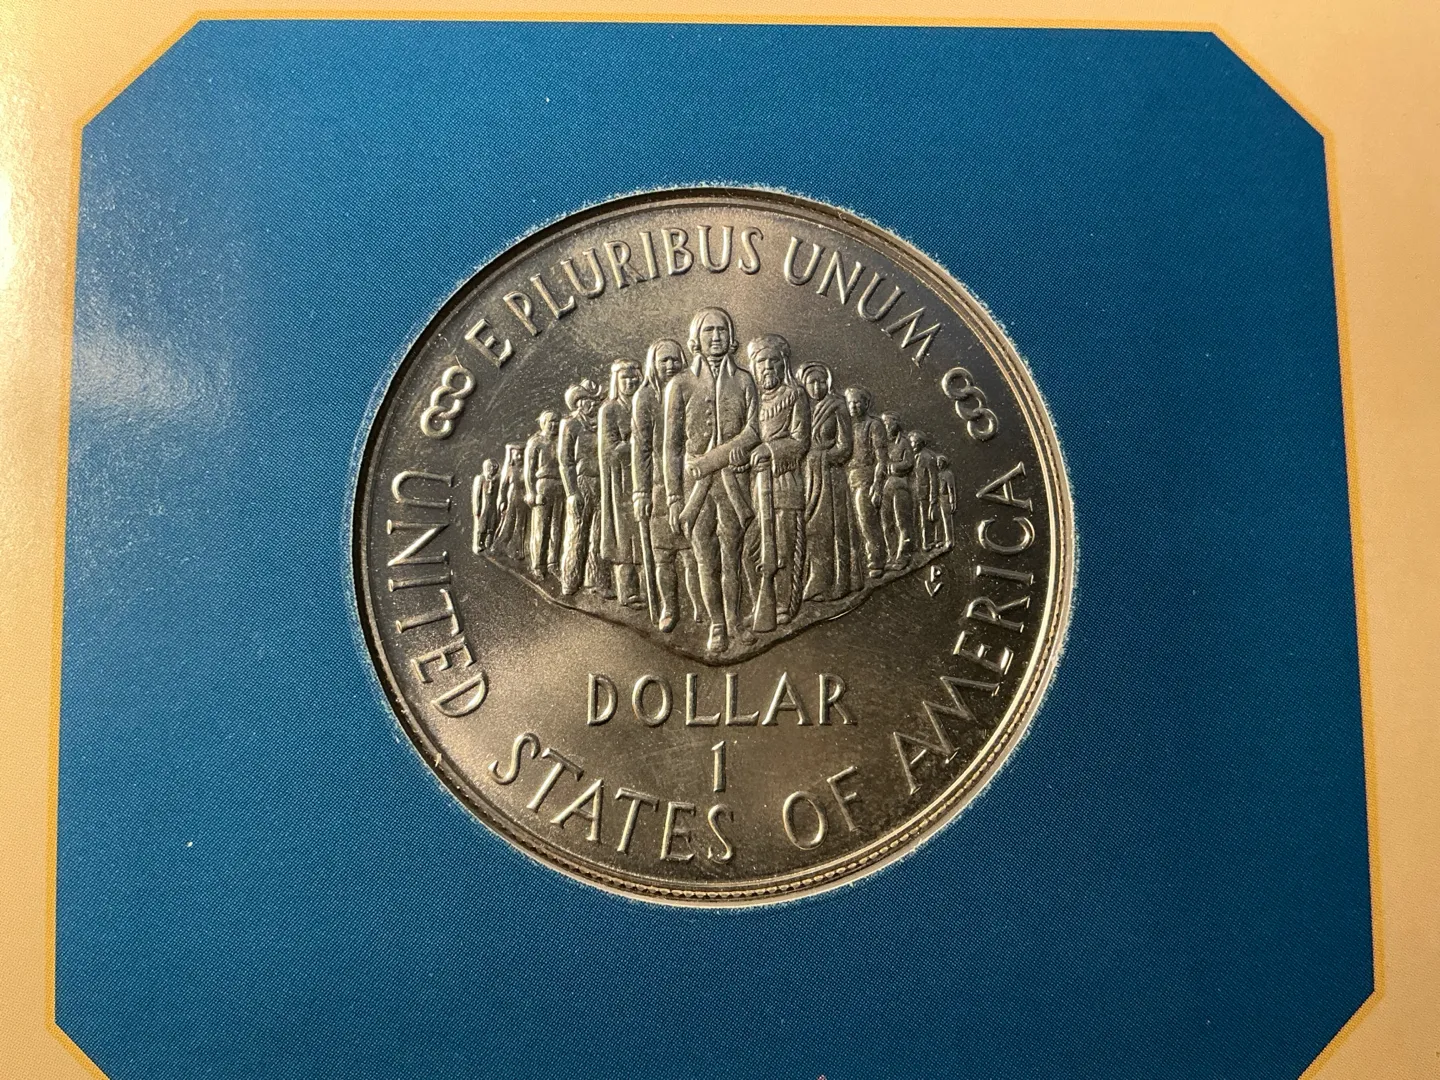 E PLURIBUS UNUM
UNITED STATES OF AMERICA
DOLLAR
1
P